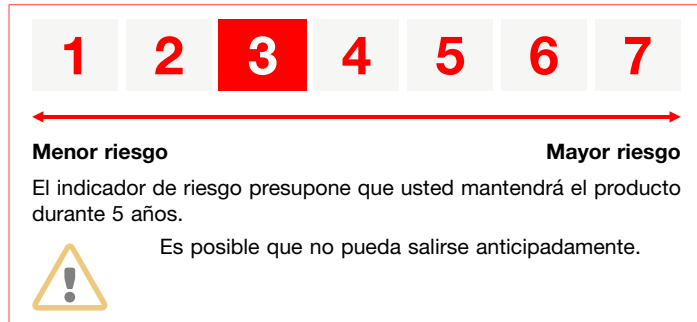 1 2 3 4 5 6 7
Menor riesgo Mayor riesgo
El indicador de riesgo presupone que usted mantendrá el producto
durante 5 años.
Es posible que no pueda salirse anticipadamente.
!